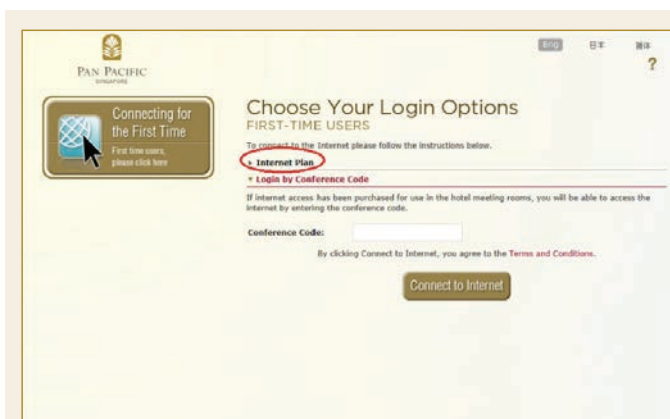 Eng 日本 简体
?
PAN PACIFIC
SINGAPORE
Connecting for
the First Time
First time users,
please click here
Choose Your Login Options
FIRST-TIME USERS
To connect to the Internet please follow the instructions below.
Internet Plan
Login by Conference Code
If internet access has been purchased for use in the hotel meeting rooms, you will be able to access the
internet by entering the conference code.
Conference Code:
By clicking Connect to Internet, you agree to the Terms and Conditions.
Connect to Internet